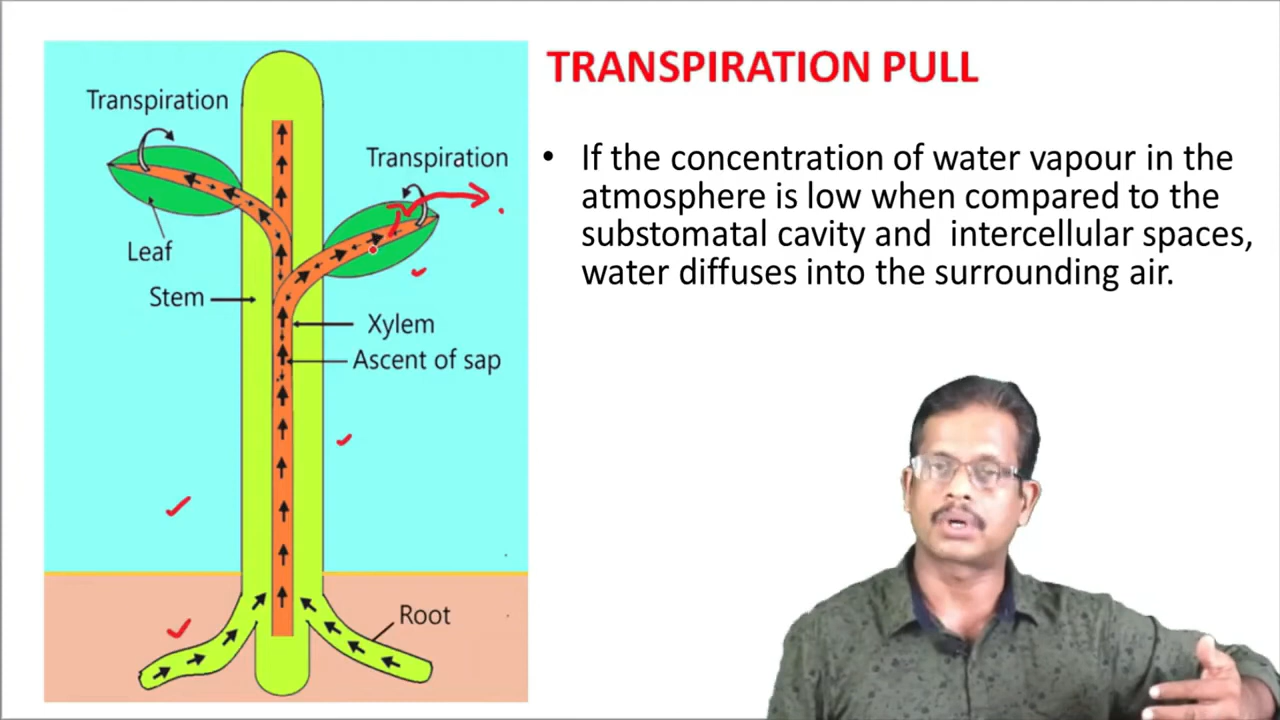 TRANSPIRATION PULL
Transpiration
Transpiration
Leaf
Stem
Xylem
Ascent of sap
Root
• If the concentration of water vapour in the
atmosphere is low when compared to the
substomatal cavity and intercellular spaces,
water diffuses into the surrounding air.